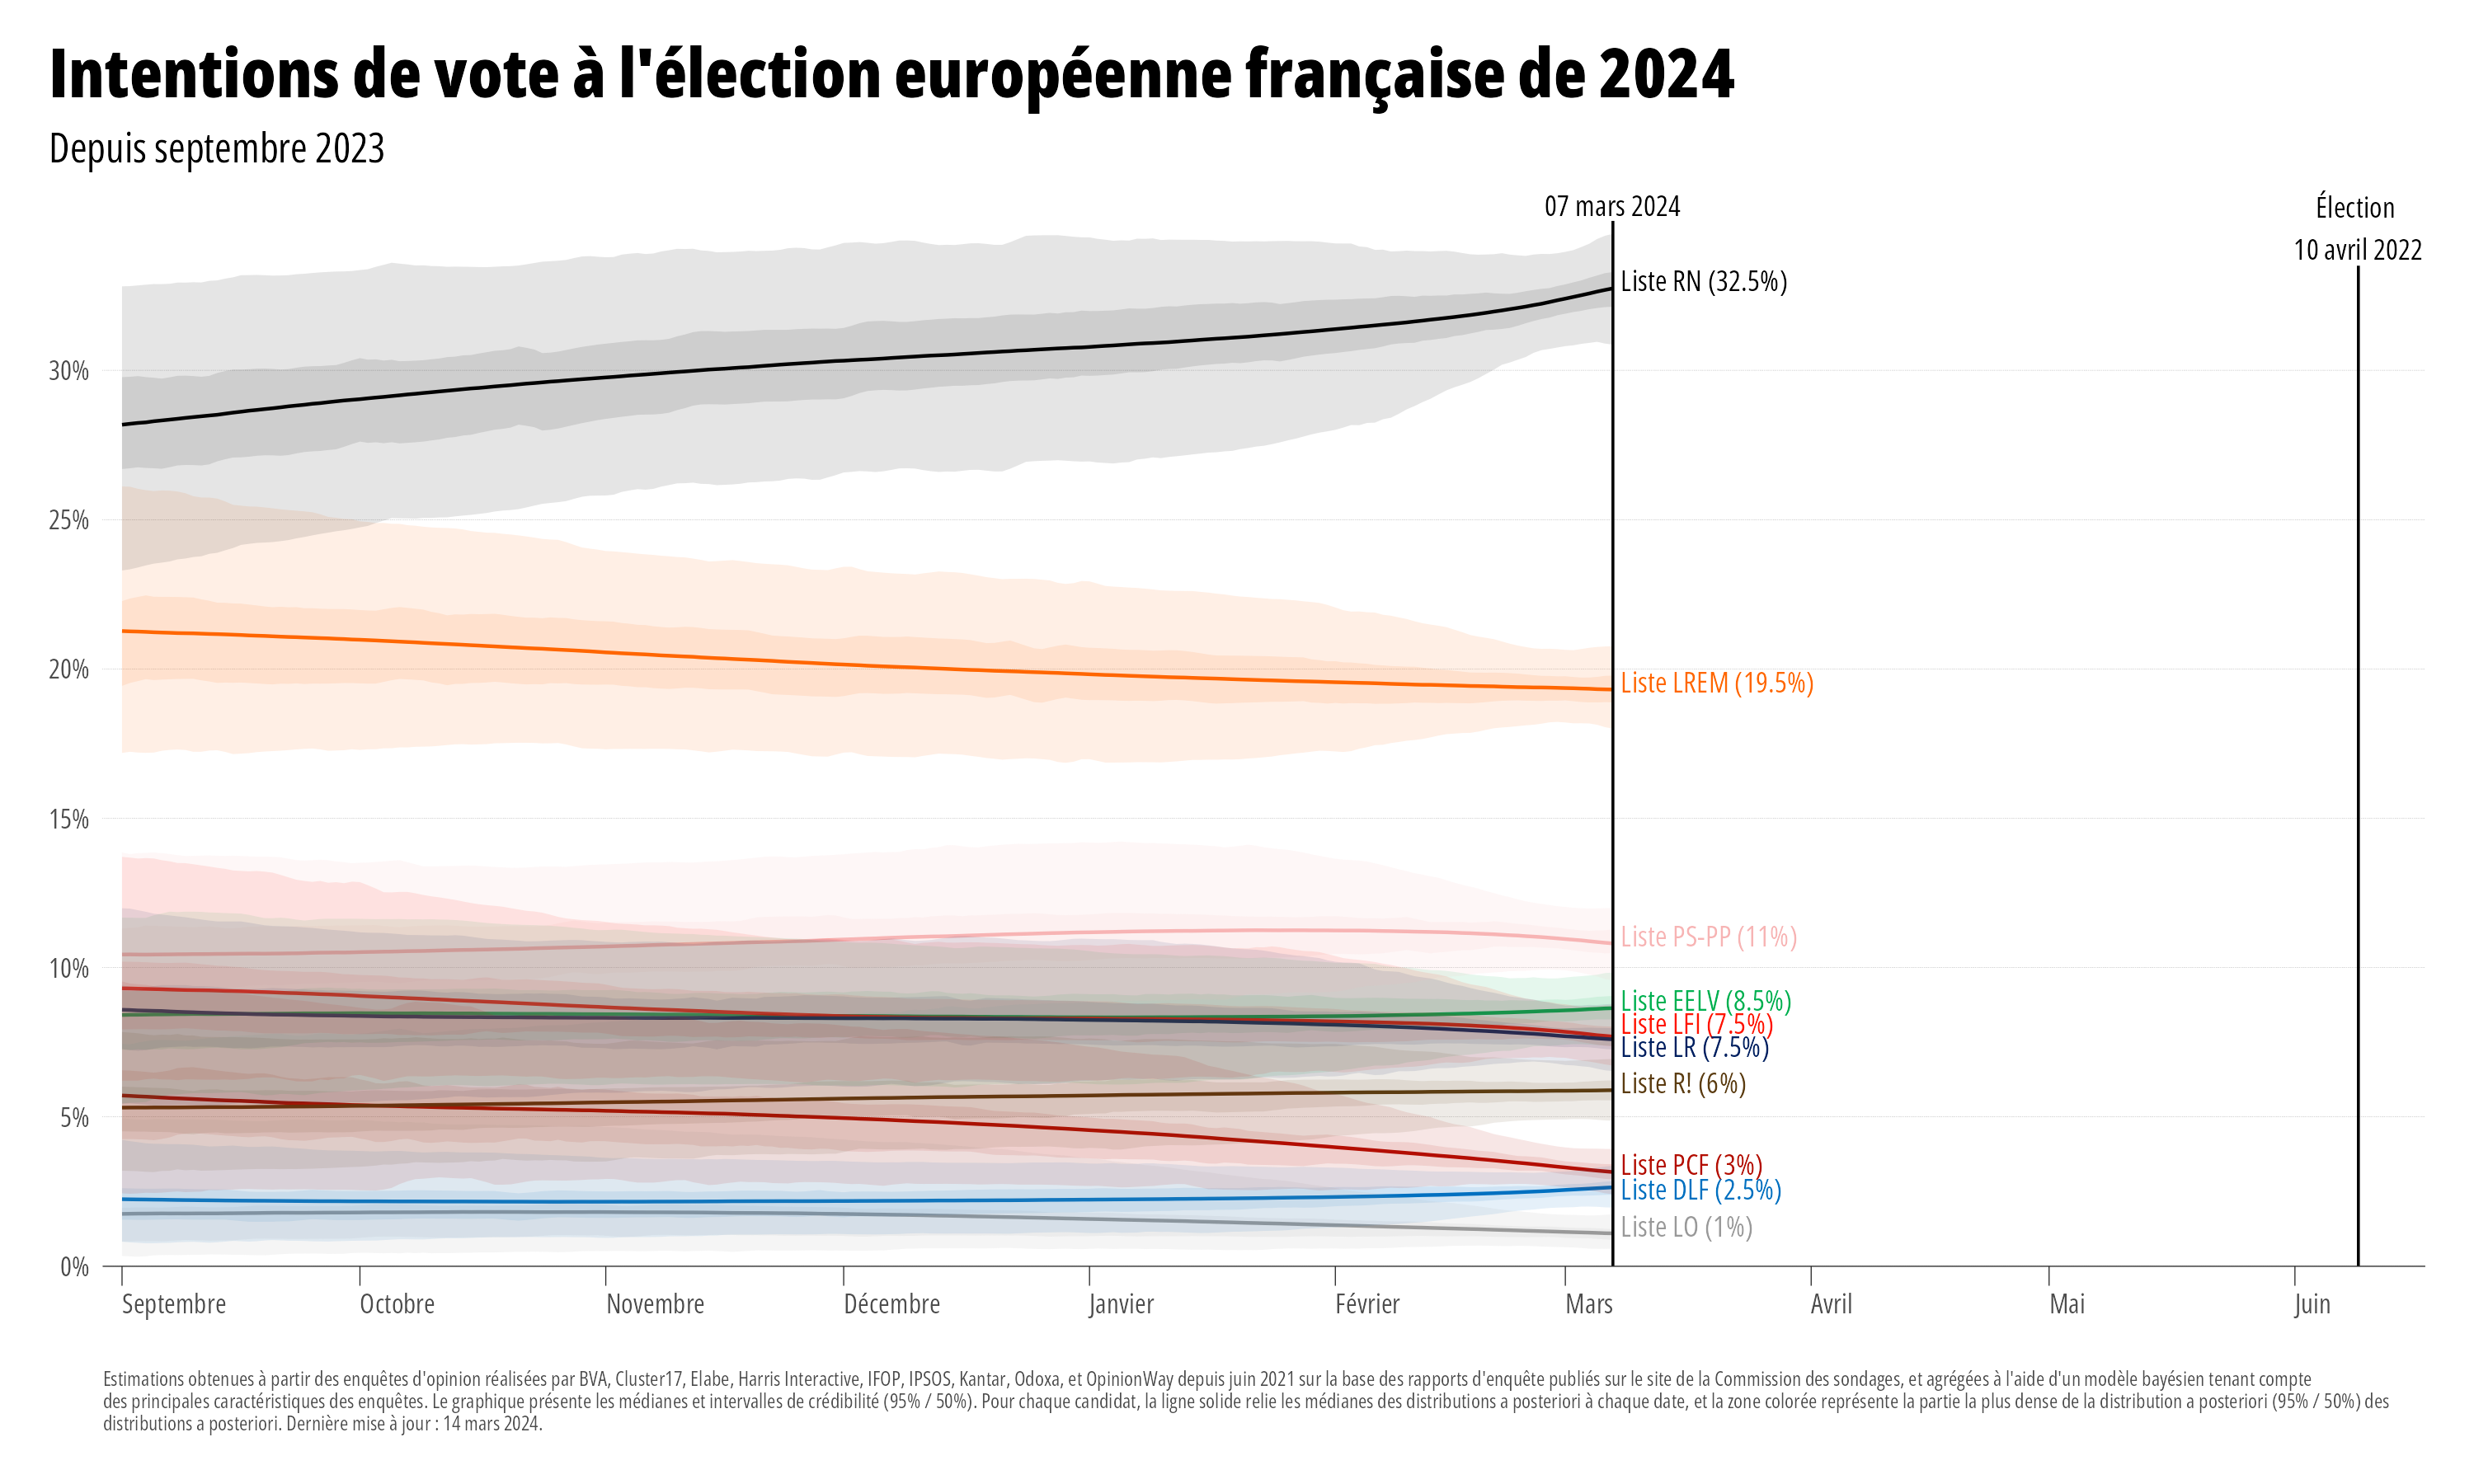 Intentions de vote à l'élection européenne française de 2024
Depuis septembre 2023
07 mars 2024
Élection
10 avril 2022
Liste RN (32.5%)
30%
25%
20%
Liste LREM (19.5%)
15%
Liste PS-PP (11%)
10%
Liste EELV (8.5%)
Liste LFI (7.5%)
Liste LR (7.5%)
Liste R! (6%)
5%
Liste PCF (3%)
Liste DLF (2.5%)
Liste LO (1%)
0%
Septembre
Octobre
Novembre
Décembre
Janvier
Février
Mars
Avril
Mai
Juin
Estimations obtenues à partir des enquêtes d'opinion réalisées par BVA, Cluster17, Elabe, Harris Interactive, IFOP, IPSOS, Kantar, Odoxa, et OpinionWay depuis juin 2021 sur la base des rapports d'enquête publiés sur le site de la Commission des sondages, et agrégées à l'aide d'un modèle bayésien tenant compte
des principales caractéristiques des enquêtes. Le graphique présente les médianes et intervalles de crédibilité (95% / 50%). Pour chaque candidat, la ligne solide relie les médianes des distributions a posteriori à chaque date, et la zone colorée représente la partie la plus dense de la distribution a posteriori (95% / 50%) des
distributions a posteriori. Dernière mise à jour : 14 mars 2024.